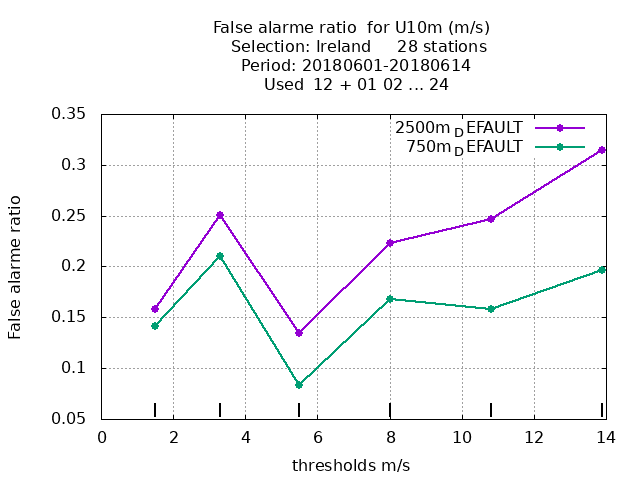 False alarme ratio  for U10m (m/s)
Selection: Ireland     28 stations
Period: 20180601-20180614
Used  12 + 01 02 ... 24
0.35
0.3
0.25
0.2
0.15
0.1
0.05
False alarme ratio
2500m_DEFAULT
750m_DEFAULT
0 2 4 6 8 10 12 14
thresholds m/s